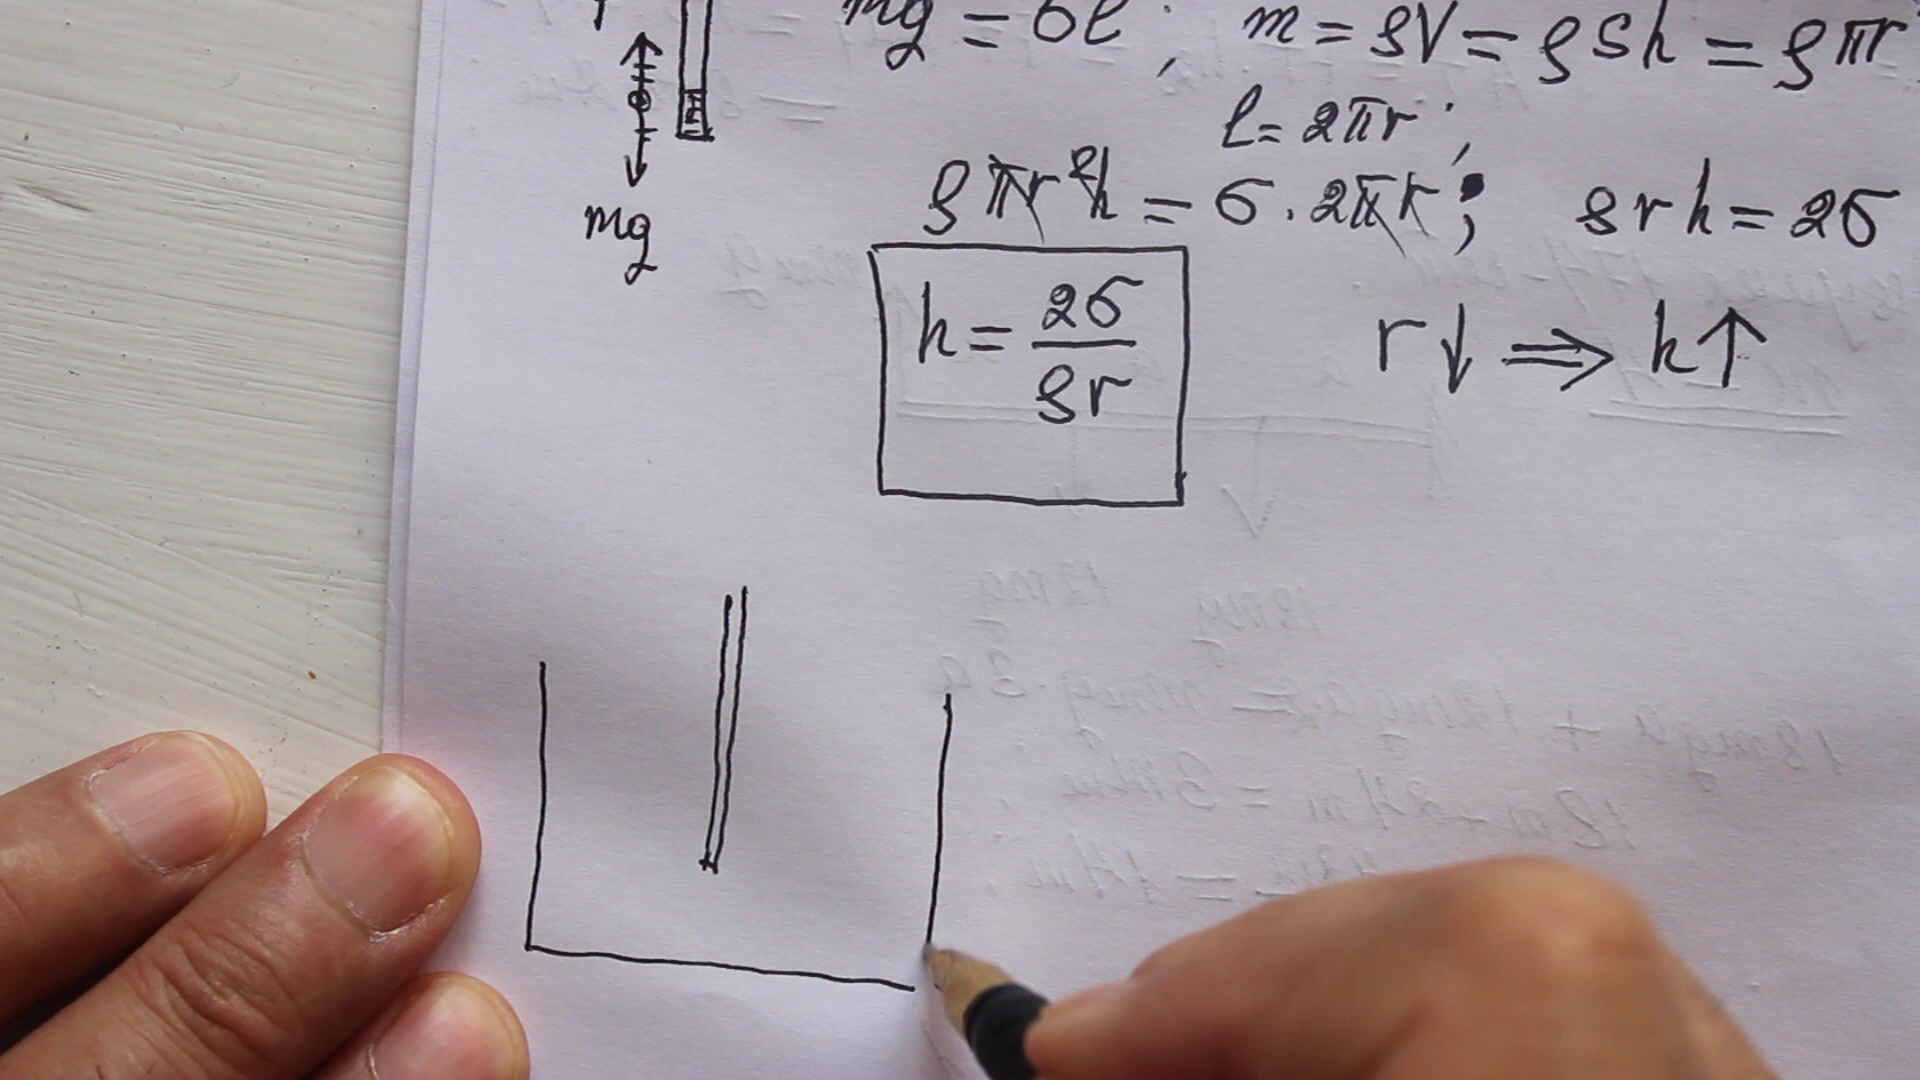 mg = σl; m = ρV = ρSh = ρπr
l = 2πr;
mg
ρπr²h = σ · 2πr; ρrh = 2σ
h = 2σ/ρr
r↓ ⇒ h↑